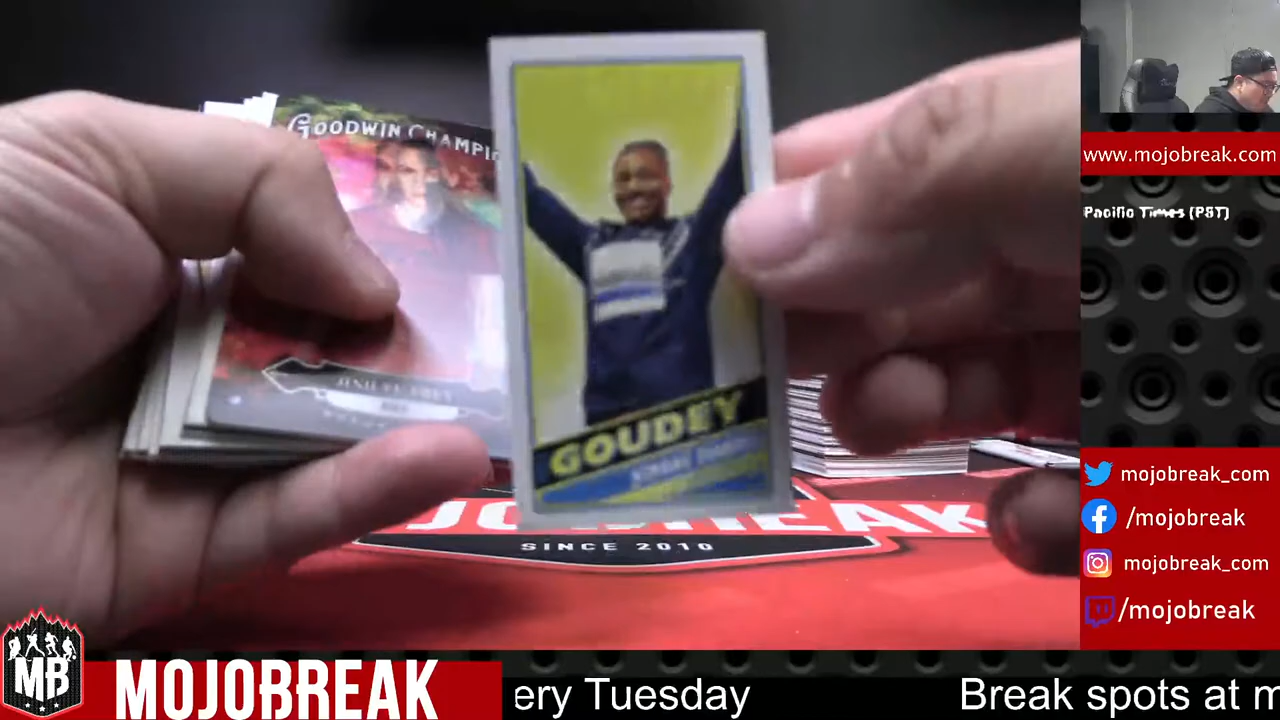 GOODWIN CHAMPIO
GOUDEY
SINCE 2010
www.mojobreak.com
Pacific Times (PST)
mojobreak_com
/mojobreak
mojobreak_com
/mojobreak
MB
MOJOBREAK
ery Tuesday
Break spots at m